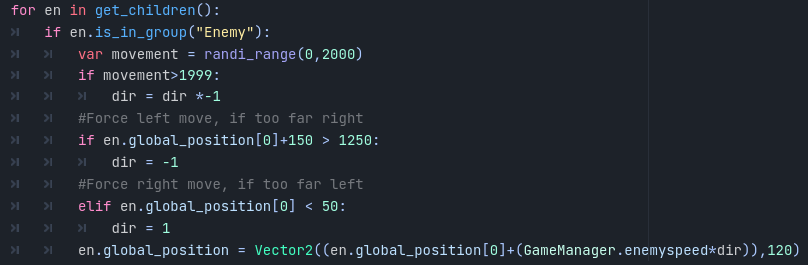 for en in get_children():
if en.is_in_group("Enemy"):
var movement = randi_range(0,2000)
if movement>1999:
dir = dir *-1
#Force left move, if too far right
if en.global_position[0]+150 > 1250:
dir = -1
#Force right move, if too far left
elif en.global_position[0] < 50:
dir = 1
en.global_position = Vector2((en.global_position[0]+(GameManager.enemyspeed*dir)),120)